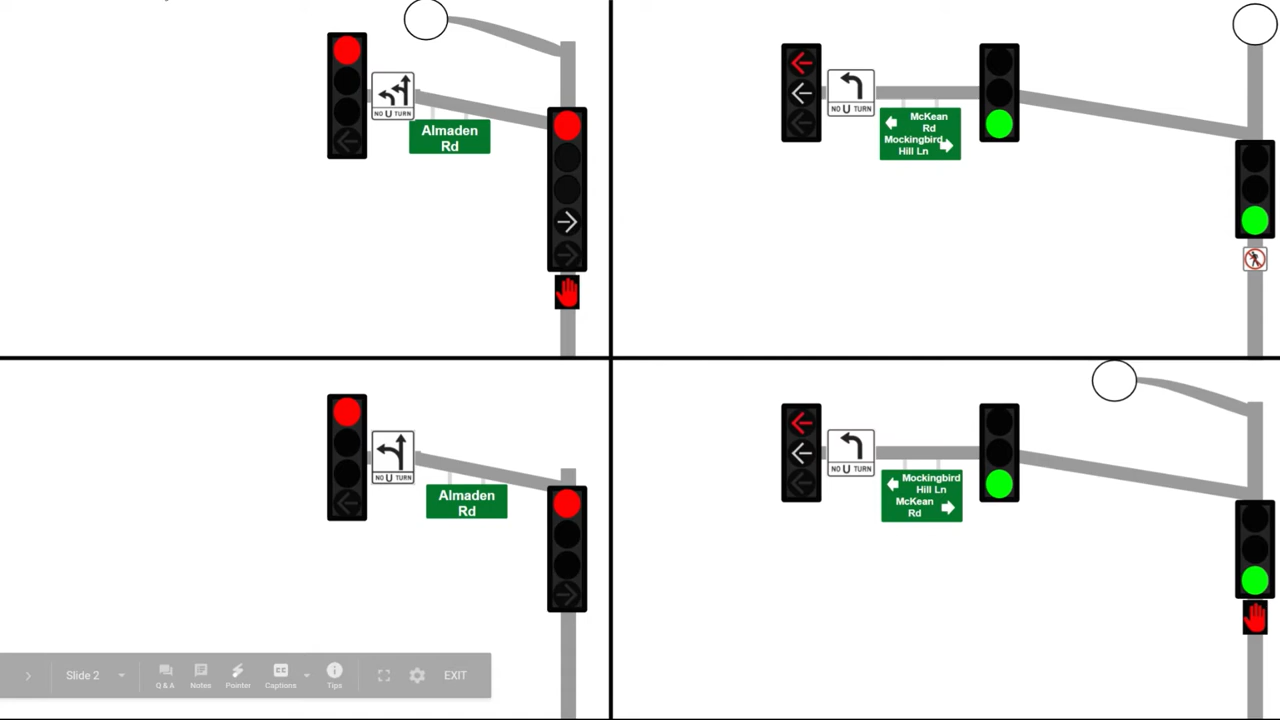 NO U TURN
Almaden
Rd
NO U TURN
McKean
Rd
Mockingbird
Hill Ln
NO U TURN
Almaden
Rd
NO U TURN
Mockingbird
Hill Ln
McKean
Rd
Slide 2
Q & A
Notes
Pointer
CC
Captions
Tips
EXIT